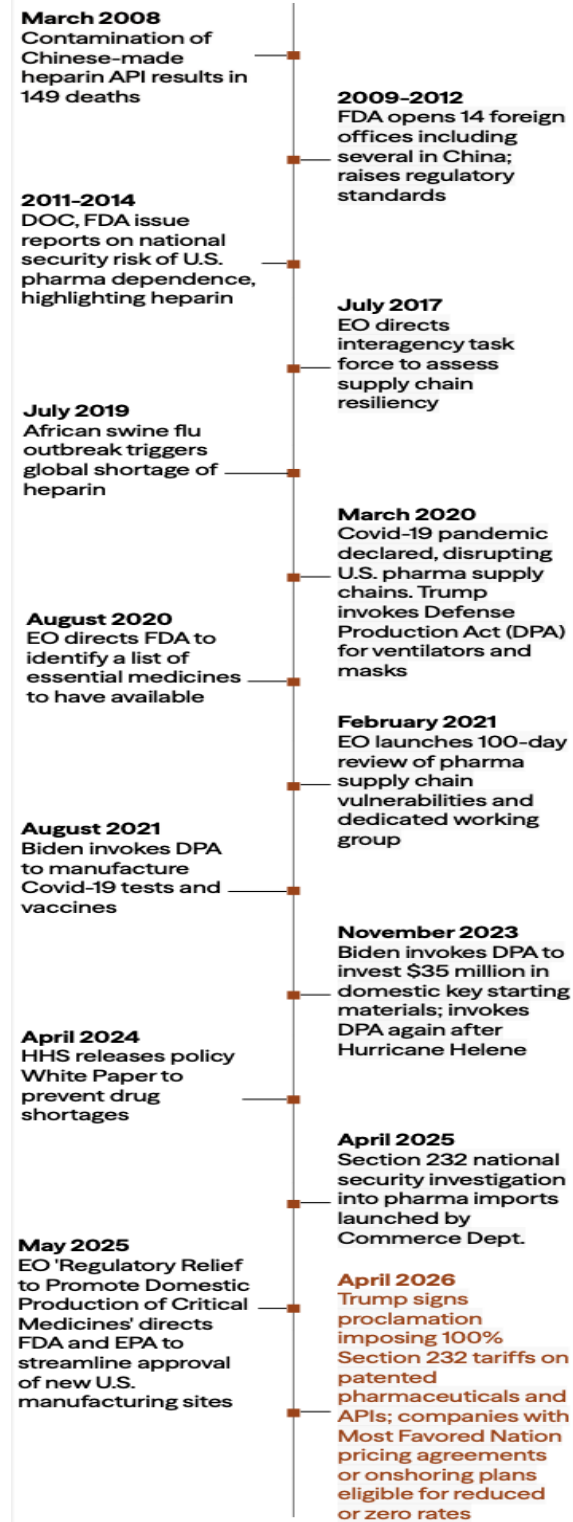 March 2008
Contamination of
Chinese-made
heparin API results in
149 deaths
2009-2012
FDA opens 14 foreign
offices including
several in China;
raises regulatory
standards
2011-2014
DOC, FDA issue
reports on national
security risk of U.S.
pharma dependence,
highlighting heparin
July 2017
EO directs
interagency task
force to assess
supply chain
resiliency
July 2019
African swine flu
outbreak triggers
global shortage of
heparin
March 2020
Covid-19 pandemic
declared, disrupting
U.S. pharma supply
chains. Trump
invokes Defense
Production Act (DPA)
for ventilators and
masks
August 2020
EO directs FDA to
identify a list of
essential medicines
to have available
February 2021
EO launches 100-day
review of pharma
supply chain
vulnerabilities and
dedicated working
group
August 2021
Biden invokes DPA
to manufacture
Covid-19 tests and
vaccines
November 2023
Biden invokes DPA to
invest $35 million in
domestic key starting
materials; invokes
DPA again after
Hurricane Helene
April 2024
HHS releases policy
White Paper to
prevent drug
shortages
April 2025
Section 232 national
security investigation
into pharma imports
launched by
Commerce Dept.
May 2025
EO 'Regulatory Relief
to Promote Domestic
Production of Critical
Medicines' directs
FDA and EPA to
streamline approval
of new U.S.
manufacturing sites
April 2026
Trump signs
proclamation
imposing 100%
Section 232 tariffs on
patented
pharmaceuticals and
APIs; companies with
Most Favored Nation
pricing agreements
or onshoring plans
eligible for reduced
or zero rates